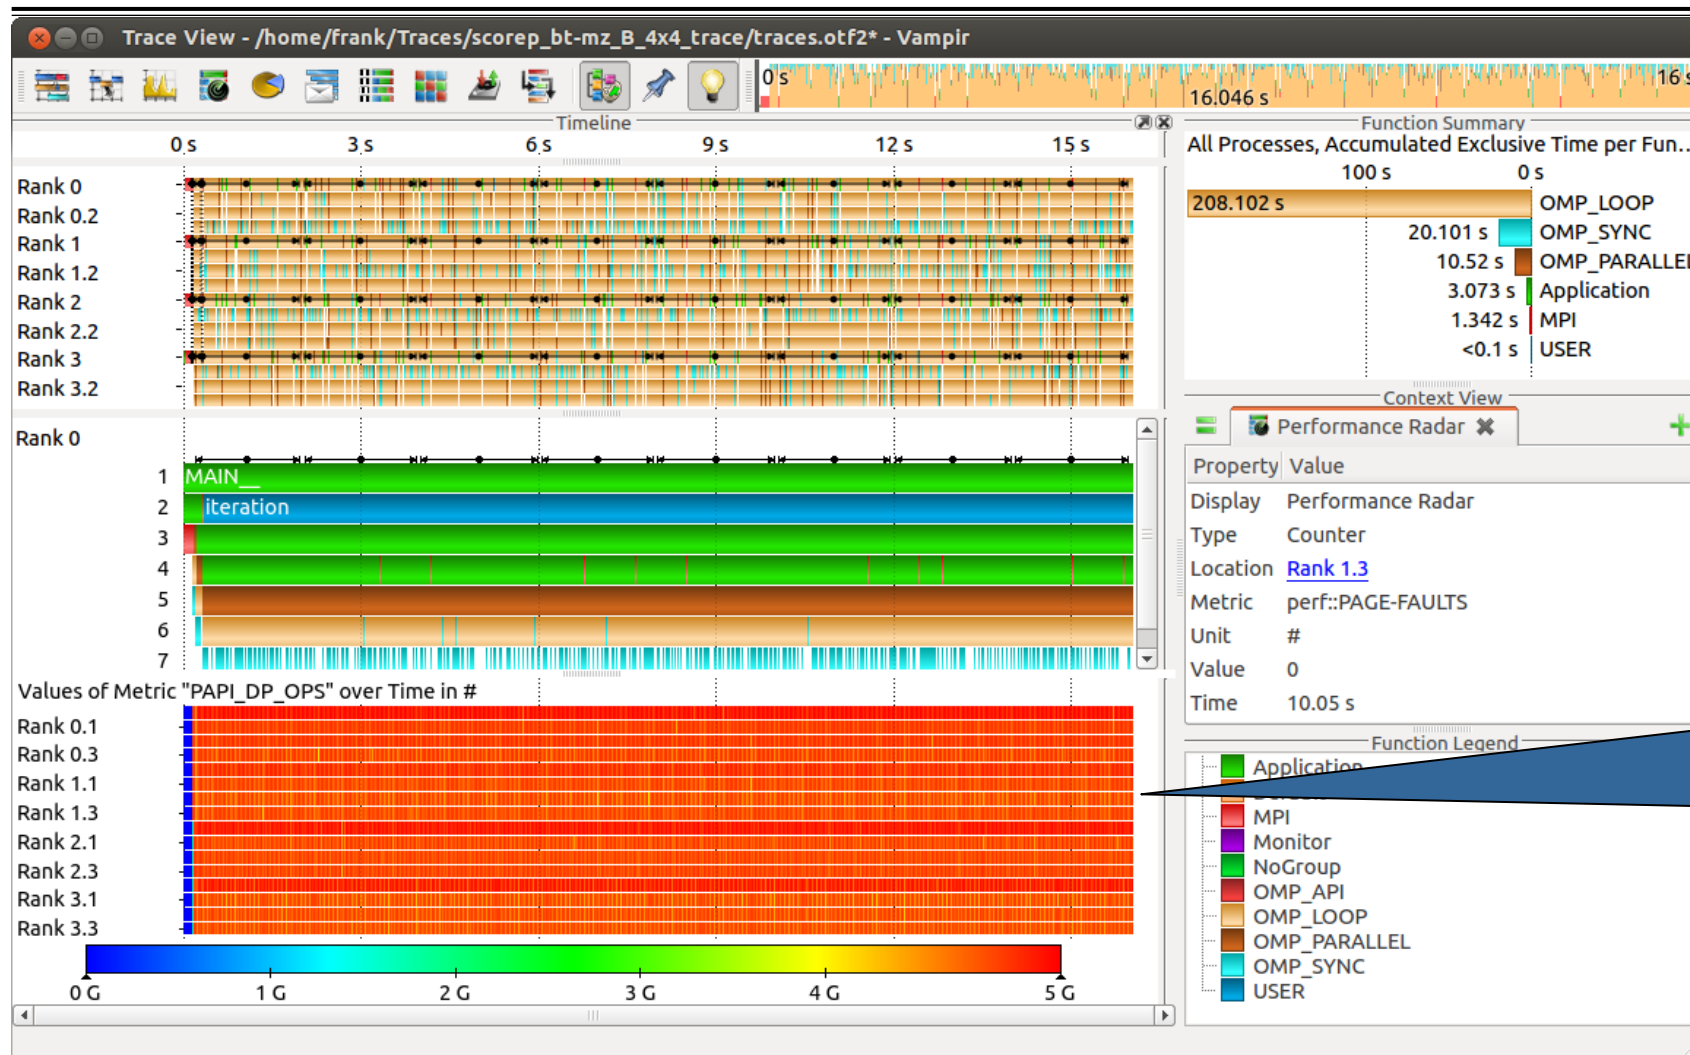 Trace View - /home/frank/Traces/scorep_bt-mz_B_4x4_trace/traces.otf2* - Vampir
0 s
16.046 s
16 s
Timeline
0 s 3 s 6 s 9 s 12 s 15 s
Rank 0
Rank 0.2
Rank 1
Rank 1.2
Rank 2
Rank 2.2
Rank 3
Rank 3.2
Rank 0
1 MAIN__
2 iteration
3
4
5
6
7
Values of Metric "PAPI_DP_OPS" over Time in #
Rank 0.1
Rank 0.3
Rank 1.1
Rank 1.3
Rank 2.1
Rank 2.3
Rank 3.1
Rank 3.3
0 G 1 G 2 G 3 G 4 G 5 G
Function Summary
All Processes, Accumulated Exclusive Time per Fun...
100 s 0 s
208.102 s OMP_LOOP
20.101 s OMP_SYNC
10.52 s OMP_PARALLEL
3.073 s Application
1.342 s MPI
<0.1 s USER
Context View
Performance Radar
Property Value
Display Performance Radar
Type Counter
Location Rank 1.3
Metric perf::PAGE-FAULTS
Unit #
Value 0
Time 10.05 s
Function Legend
Application
MPI
Monitor
NoGroup
OMP_API
OMP_LOOP
OMP_PARALLEL
OMP_SYNC
USER